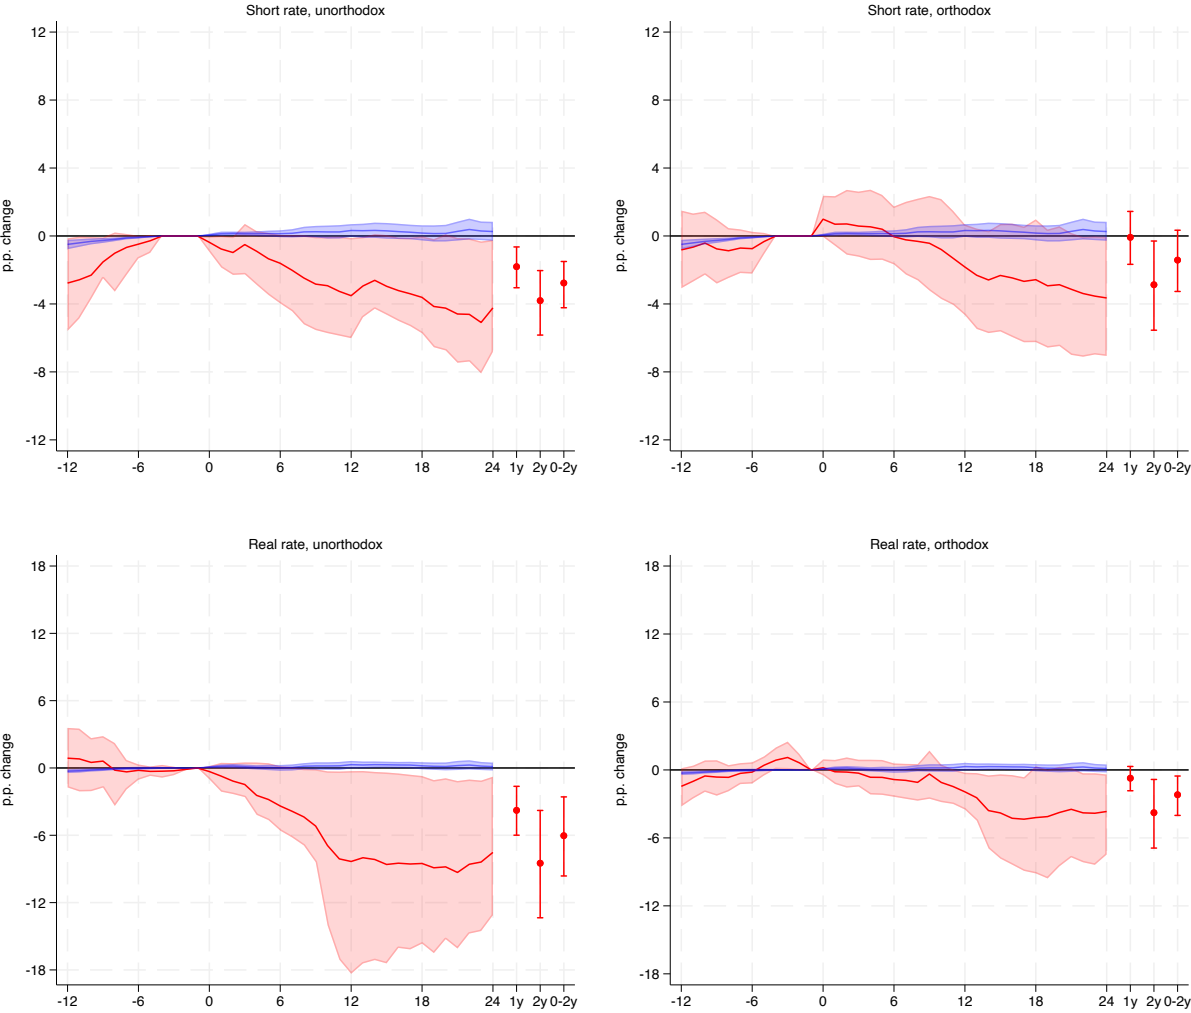 Short rate, unorthodox
p.p. change
12
8
4
0
-4
-8
-12
-12 -6 0 6 12 18 24 1y 2y 0-2y
Short rate, orthodox
p.p. change
12
8
4
0
-4
-8
-12
-12 -6 0 6 12 18 24 1y 2y 0-2y
Real rate, unorthodox
p.p. change
18
12
6
0
-6
-12
-18
-12 -6 0 6 12 18 24 1y 2y 0-2y
Real rate, orthodox
p.p. change
18
12
6
0
-6
-12
-18
-12 -6 0 6 12 18 24 1y 2y 0-2y